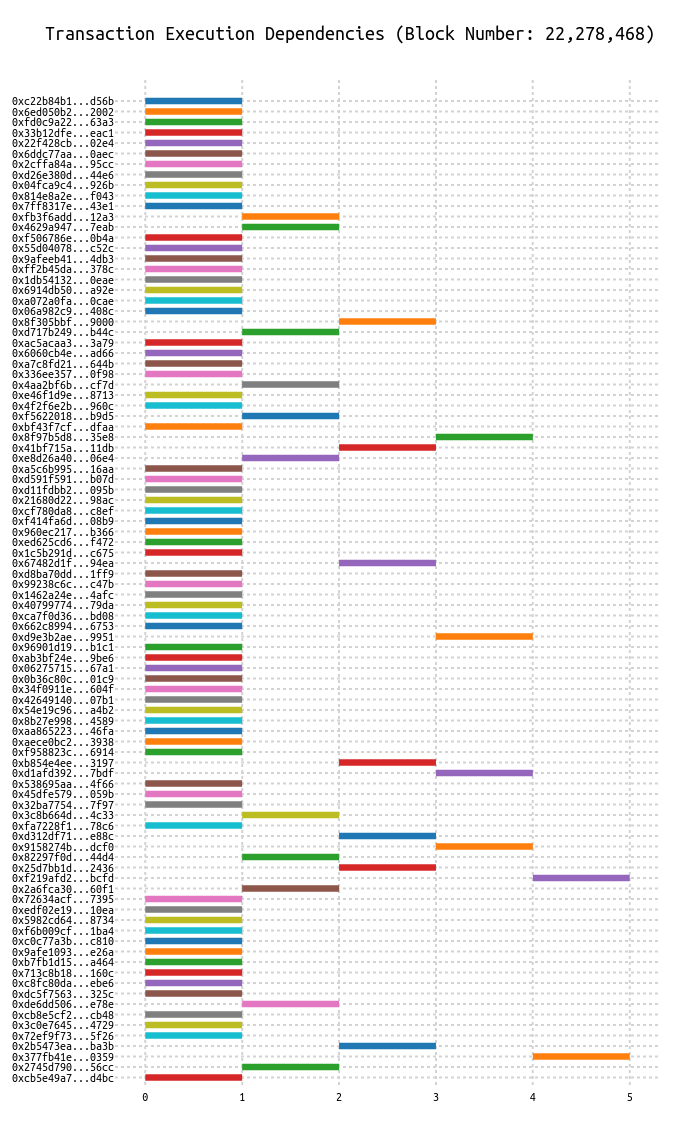 Transaction Execution Dependencies (Block Number: 22,278,468)
0xc22b84b1...d56b
0x6ed050b2...2002
0xfd0c9a22...63a3
0x33b12dfe...eac1
0x22f428cb...02e4
0x6ddc77aa...0aec
0x2cffa84a...95cc
0xd26e380d...44e6
0x04fca9c4...926b
0x814e8a2e...f043
0x7ff8317e...43e1
0xfb3f6add...12a3
0x4629a947...7eab
0xf506786e...0b4a
0x55d04078...c52c
0x9afeeb41...4db3
0xff2b45da...378c
0x1db54132...0eae
0x6914db50...a92e
0xa072a0fa...0cae
0x06a982c9...408c
0x8f305bbf...9000
0xd717b249...b44c
0xac5acaa3...3a79
0x6060cb4e...ad66
0xa7c8fd21...644b
0x336ee357...0f98
0x4aa2bf6b...cf7d
0xe46f1d9e...8713
0x4f2f6e2b...960c
0xf5622018...b9d5
0xbf43f7cf...dfaa
0x8f97b5d8...35e8
0x41bf715a...11db
0xe8d26a40...06e4
0xa5c6b995...16aa
0xd591f591...b07d
0xd11fdbb2...095b
0x21680d22...98ac
0xcf780da8...c8ef
0xf414fa6d...08b9
0x960ec217...b366
0xed625cd6...f472
0x1c5b291d...c675
0x67482d1f...94ea
0xd8ba70dd...1ff9
0x99238c6c...c47b
0x1462a24e...4afc
0x40799774...79da
0xca7f0d36...bd08
0x662c8994...6753
0xd9e3b2ae...9951
0x96901d19...b1c1
0xab3bf24e...9be6
0x06275715...67a1
0x0b36c80c...01c9
0x34f0911e...604f
0x42649140...07b1
0x54e19c96...a4b2
0x8b27e998...4589
0xaa865223...46fa
0xaece0bc2...3938
0xf958823c...6914
0xb854e4ee...3197
0xd1afd392...7bdf
0x538695aa...4f66
0x45dfe579...059b
0x32ba7754...7f97
0x3c8b664d...4c33
0xfa7228f1...78c6
0xd312df71...e88c
0x9158274b...dcf0
0x82297f0d...44d4
0x25d7bb1d...2436
0xf219afd2...bcfd
0x2a6fca30...60f1
0x72634acf...7395
0xedf02e19...10ea
0x5982cd64...8734
0xf6b009cf...1ba4
0xc0c77a3b...c810
0x9afe1093...e26a
0xb7fb1d15...a464
0x713c8b18...160c
0xc8fc80da...ebe6
0xdc5f7563...325c
0xde6dd506...e78e
0xcb8e5cf2...cb48
0x3c0e7645...4729
0x72ef9f73...5f26
0x2b5473ea...ba3b
0x377fb41e...0359
0x2745d790...56cc
0xcb5e49a7...d4bc
0 1 2 3 4 5